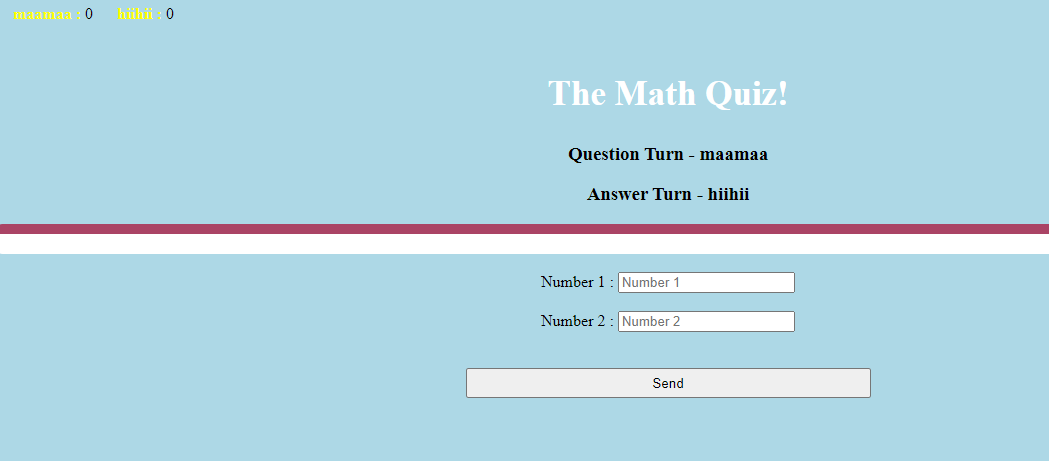 maamaa : 0 hiihii : 0
The Math Quiz!
Question Turn - maamaa
Answer Turn - hiihii
Number 1 : Number 1
Number 2 : Number 2
Send